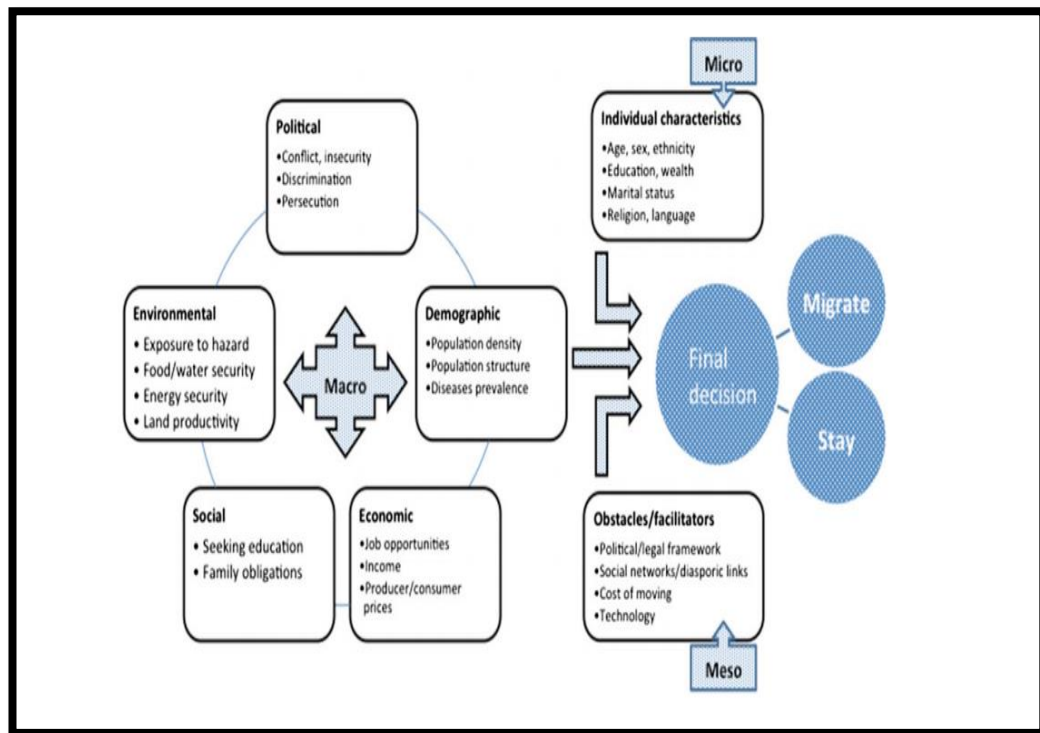 Political
•Conflict, insecurity
•Discrimination
•Persecution
Environmental
• Exposure to hazard
• Food/water security
• Energy security
• Land productivity
Macro
Demographic
•Population density
•Population structure
•Diseases prevalence
Social
• Seeking education
• Family obligations
Economic
•Job opportunities
•Income
•Producer/consumer
prices
Micro
Individual characteristics
•Age, sex, ethnicity
•Education, wealth
•Marital status
•Religion, language
Final
decision
Migrate
Stay
Obstacles/facilitators
•Political/legal framework
•Social networks/diasporic links
•Cost of moving
•Technology
Meso